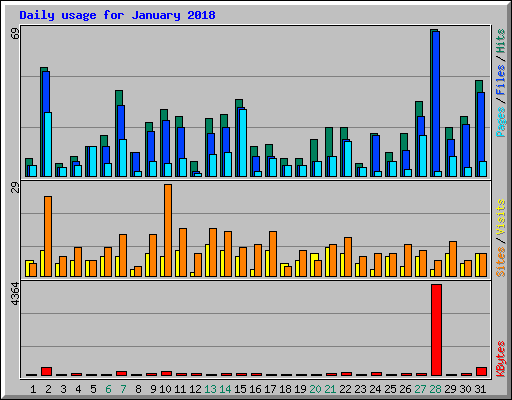 Daily usage for January 2018
69
Pages / Files / Hits
29
Sites / Visits
4364
KBytes
1 2 3 4 5 6 7 8 9 10 11 12 13 14 15 16 17 18 19 20 21 22 23 24 25 26 27 28 29 30 31